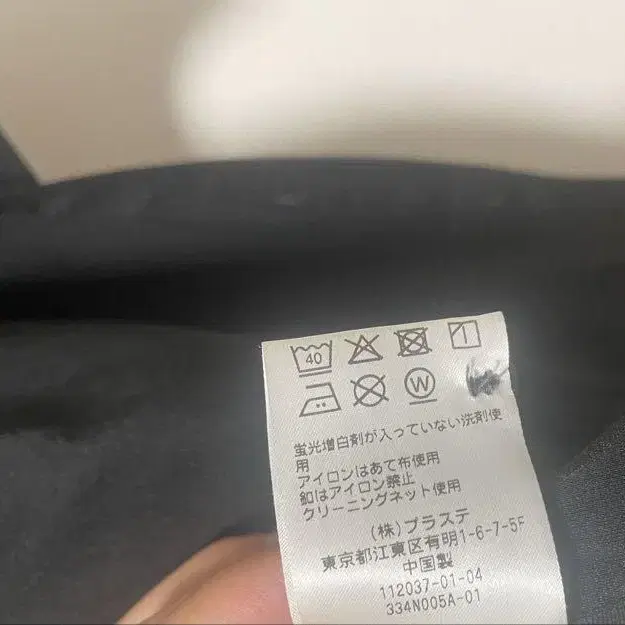 40
W
蛍光増白剤が入っていない洗剤使
用
アイロンはあて布使用
釦はアイロン禁止
クリーニングネット使用
(株)プラステ
東京都江東区有明1-6-7-5F
中国製
112037-01-04
334N005A-01